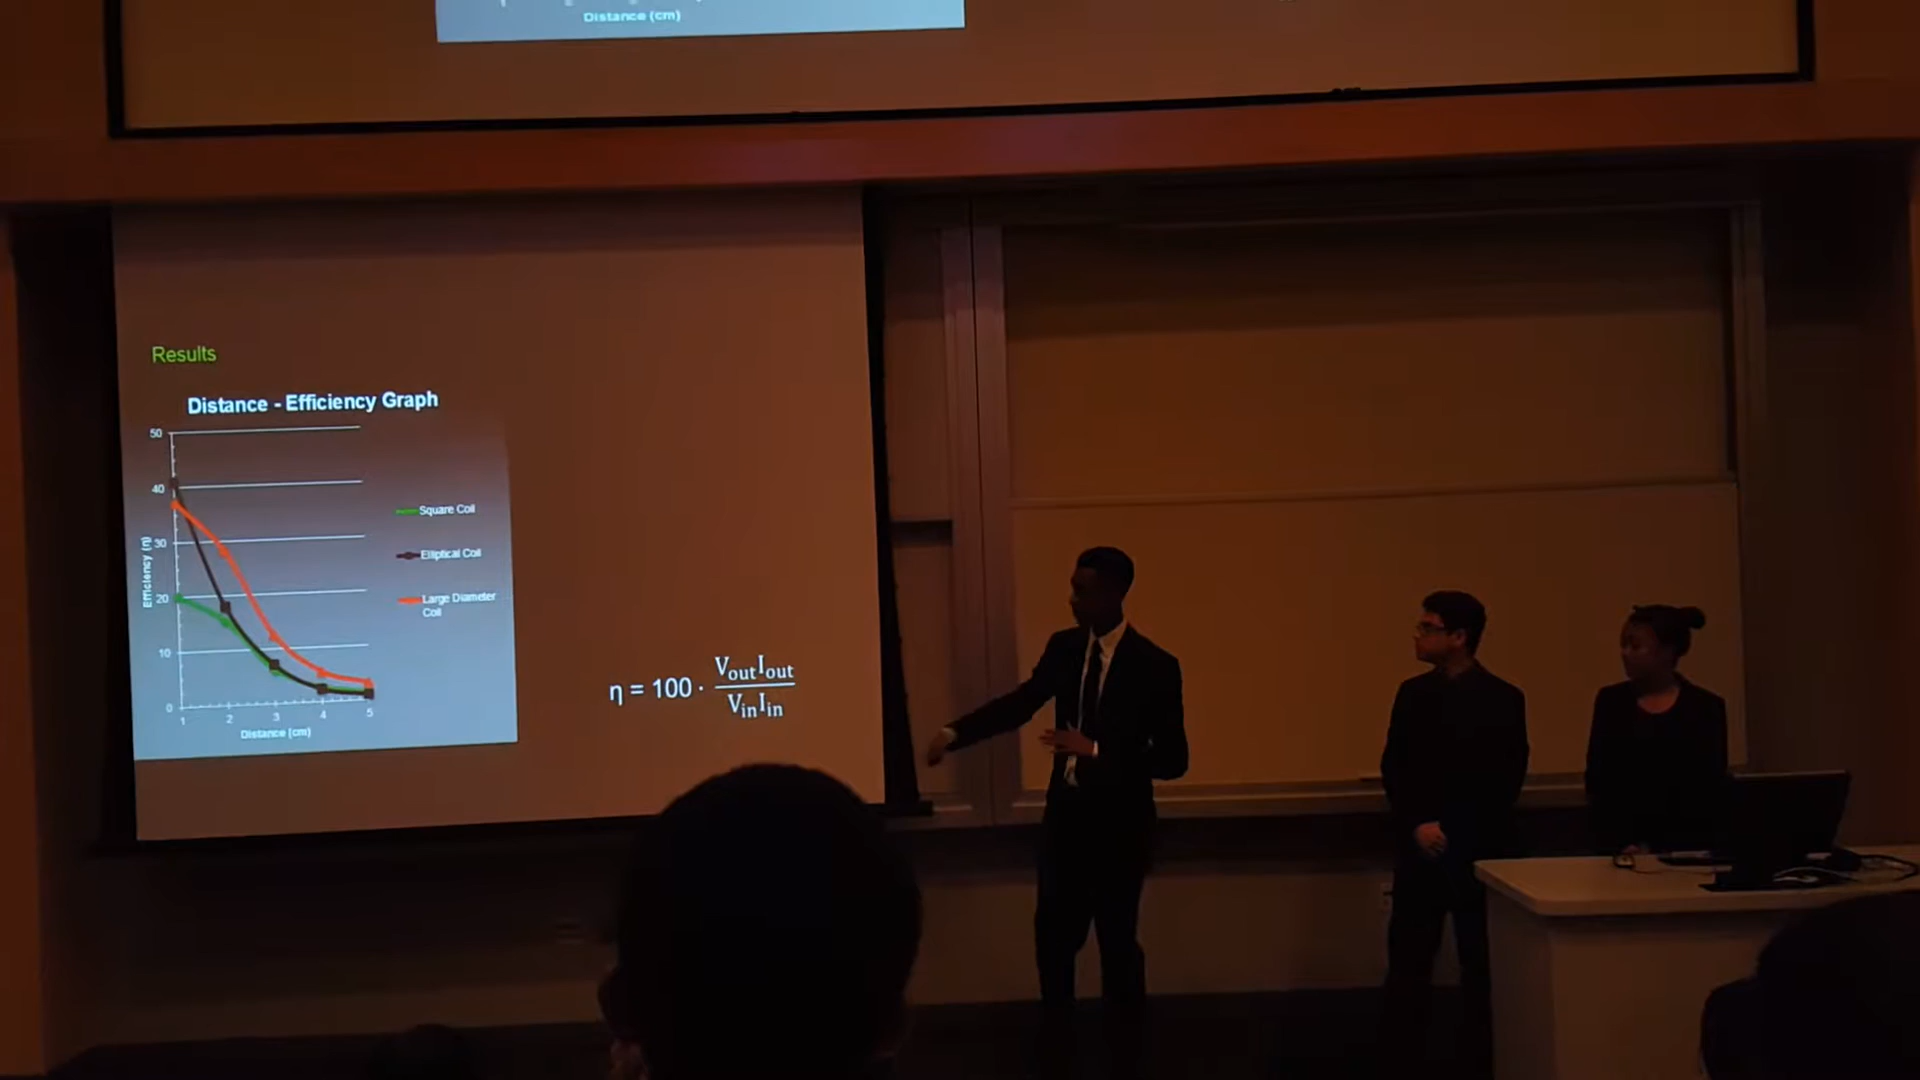 Distance (cm)
Results
Distance - Efficiency Graph
50
40
30
20
10
0
Efficiency (η)
1 2 3 4 5
Distance (cm)
Square Coil
Elliptical Coil
Large Diameter
Coil
η = 100 · VoutIout
VinIin